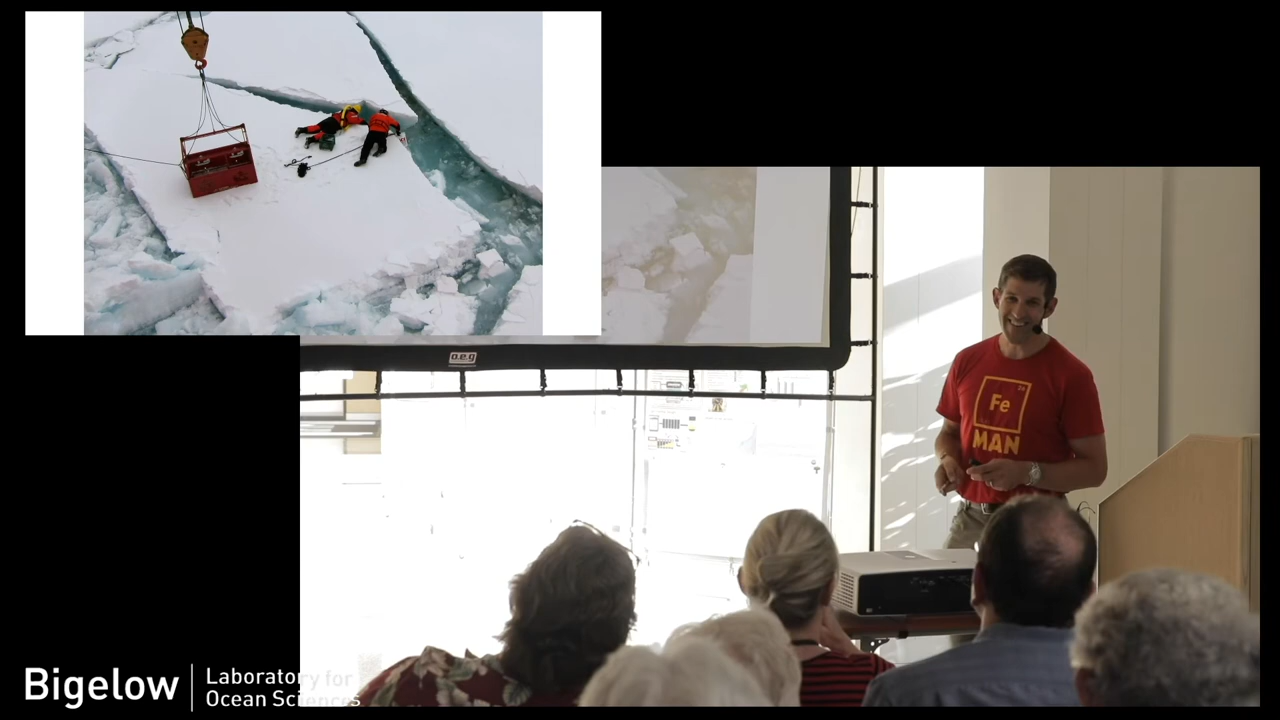 o.e.g
Fe
MAN
Bigelow
Laboratory for
Ocean Sciences